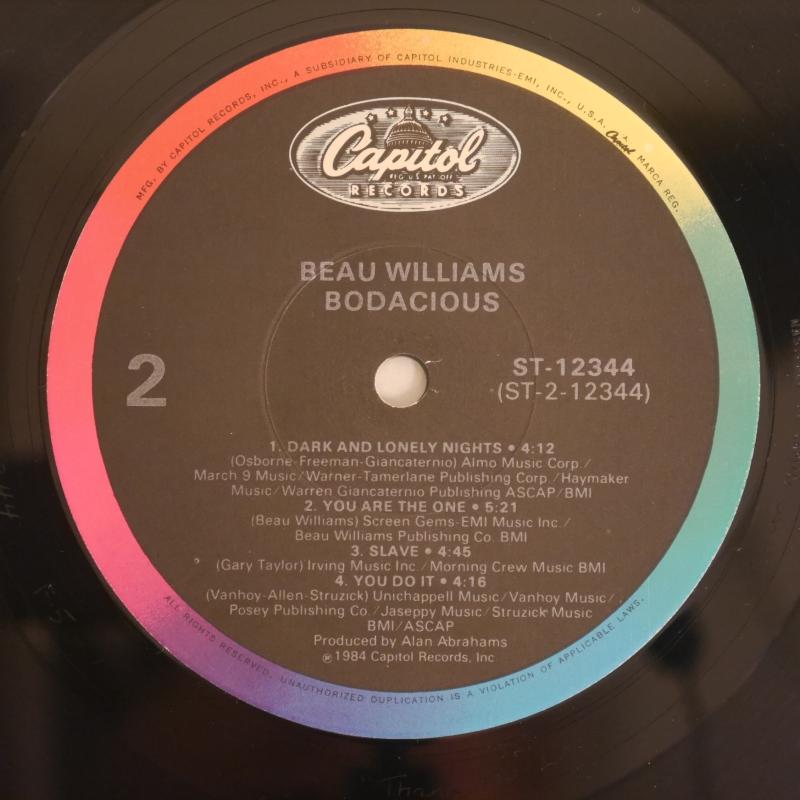 MFG. BY CAPITOL RECORDS, INC., A SUBSIDIARY OF CAPITOL INDUSTRIES-EMI, INC., U.S.A. Capitol MARCA REG.
Capitol
REG. U.S. PAT. OFF.
RECORDS
BEAU WILLIAMS
BODACIOUS
2
ST-12344
(ST-2-12344)
1. DARK AND LONELY NIGHTS • 4:12
(Osborne-Freeman-Giancaternio) Almo Music Corp./
March 9 Music/Warner-Tamerlane Publishing Corp./Haymaker
Music/Warren Giancaternio Publishing ASCAP/BMI
2. YOU ARE THE ONE • 5:21
(Beau Williams) Screen Gems-EMI Music Inc./
Beau Williams Publishing Co. BMI
3. SLAVE • 4:45
(Gary Taylor) Irving Music Inc./Morning Crew Music BMI
4. YOU DO IT • 4:16
(Vanhoy-Allen-Struzick) Unichappell Music/Vanhoy Music/
Posey Publishing Co./Jaseppy Music/Struzick Music
BMI/ASCAP
Produced by Alan Abrahams
℗ 1984 Capitol Records, Inc
ALL RIGHTS RESERVED. UNAUTHORIZED DUPLICATION IS A VIOLATION OF APPLICABLE LAWS.